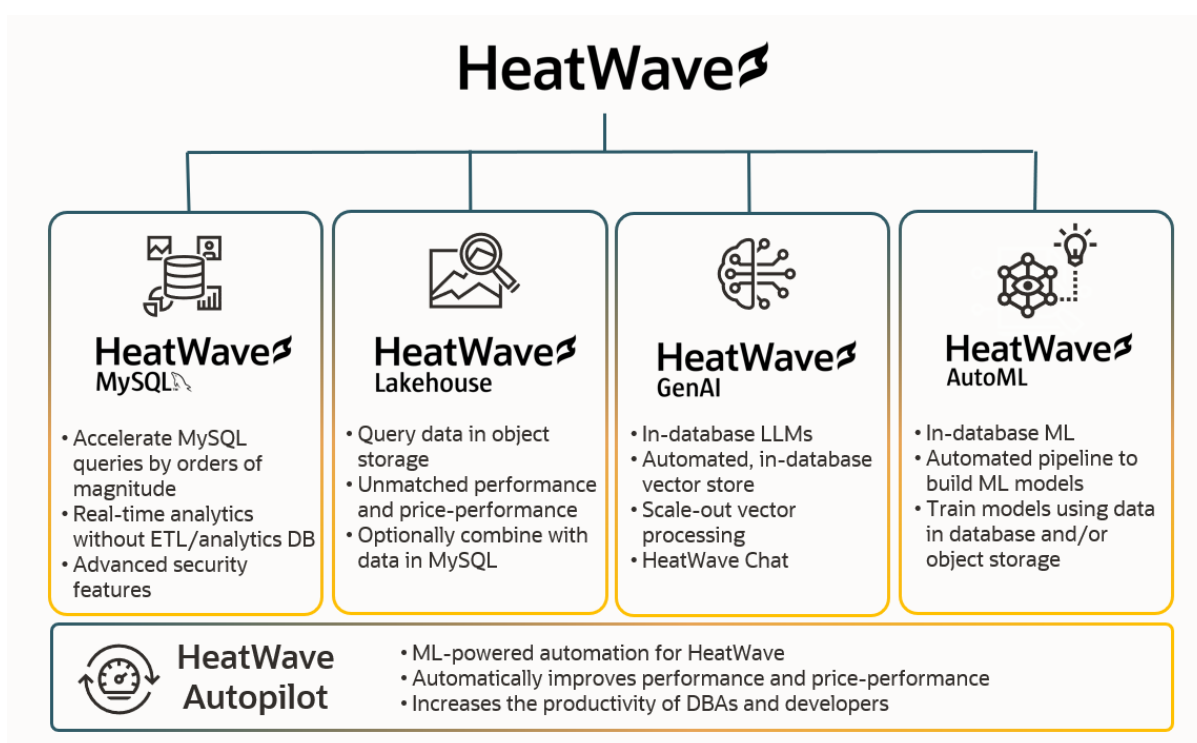 HeatWave
HeatWave
MySQL
• Accelerate MySQL
queries by orders of
magnitude
• Real-time analytics
without ETL/analytics DB
• Advanced security
features
HeatWave
Lakehouse
• Query data in object
storage
• Unmatched performance
and price-performance
• Optionally combine with
data in MySQL
HeatWave
GenAI
• In-database LLMs
• Automated, in-database
vector store
• Scale-out vector
processing
• HeatWave Chat
HeatWave
AutoML
• In-database ML
• Automated pipeline to
build ML models
• Train models using data
in database and/or
object storage
HeatWave
Autopilot
• ML-powered automation for HeatWave
• Automatically improves performance and price-performance
• Increases the productivity of DBAs and developers